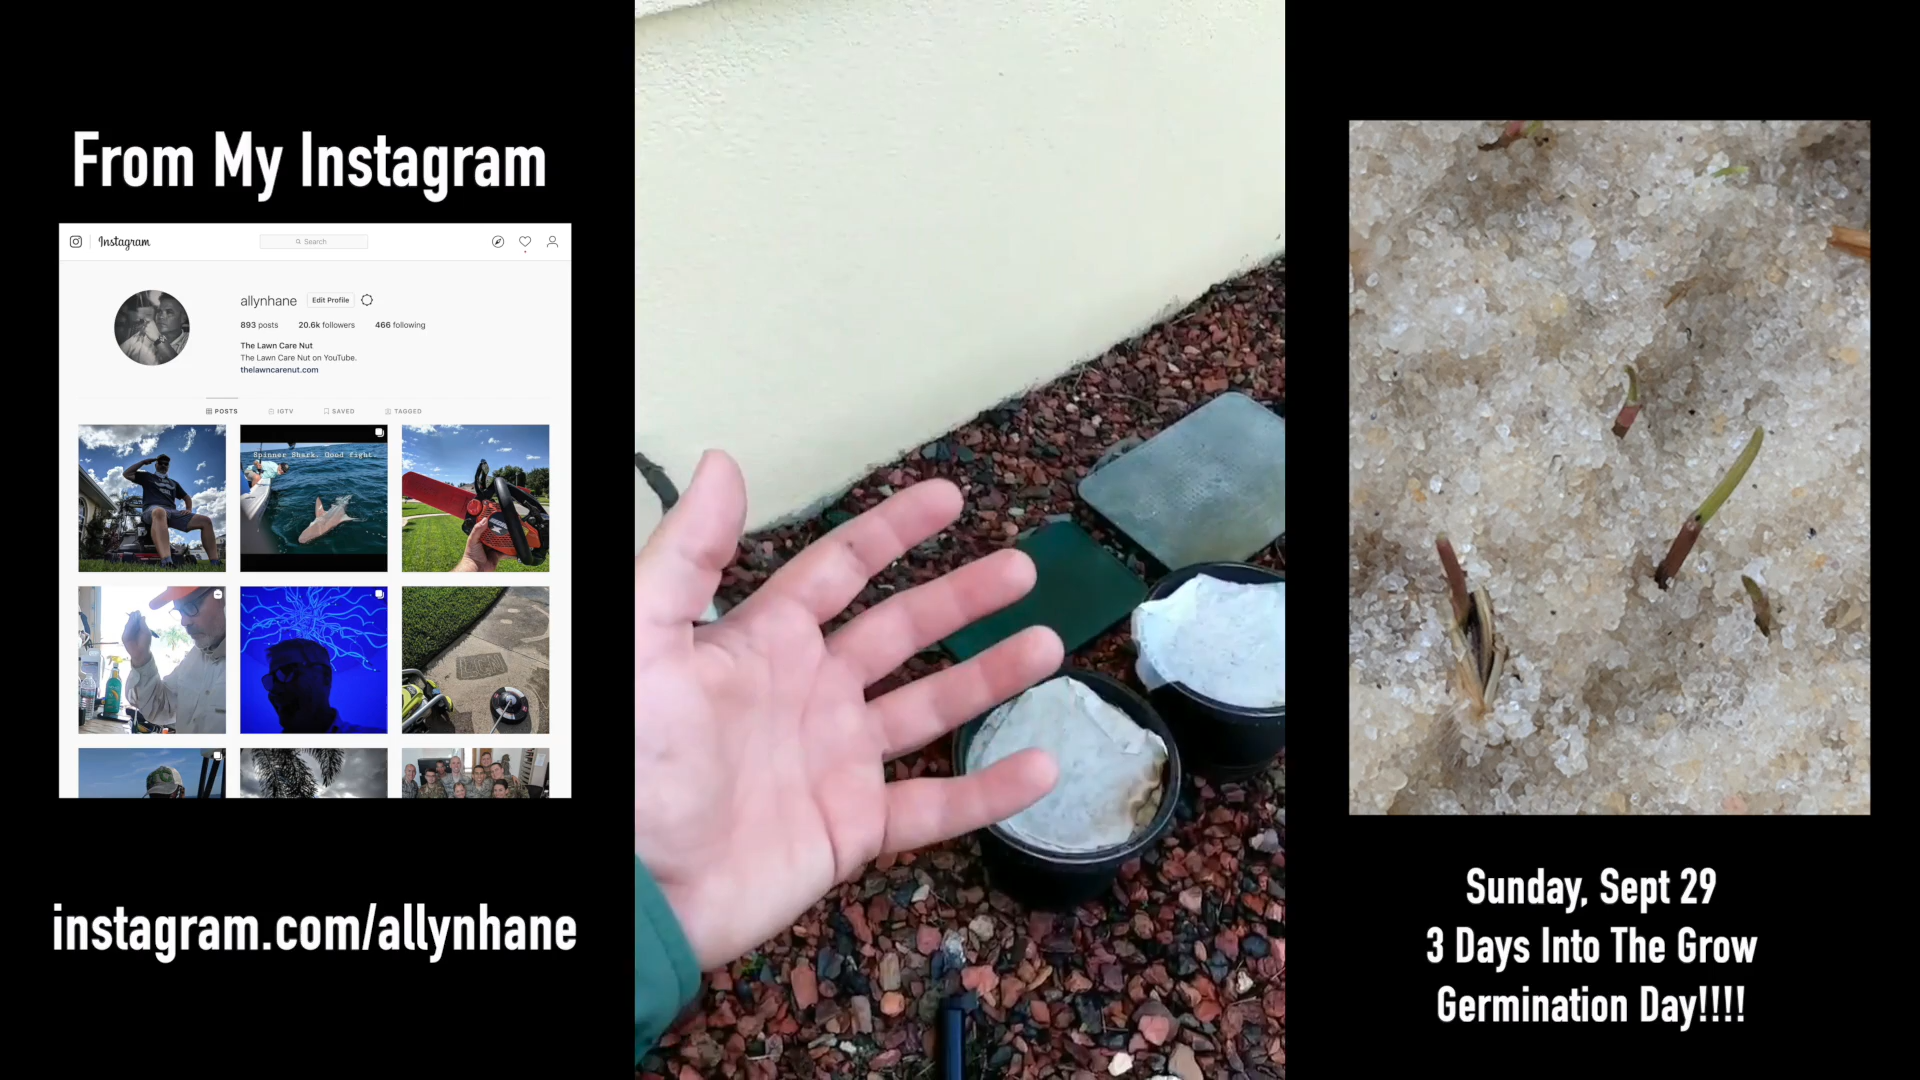 From My Instagram
Instagram
Search
allynhane
Edit Profile
893 posts
20.6k followers
466 following
The Lawn Care Nut
The Lawn Care Nut on YouTube.
thelawncarenut.com
POSTS
IGTV
SAVED
TAGGED
Spinner Shark. Good fight.
instagram.com/allynhane
Sunday, Sept 29
3 Days Into The Grow
Germination Day!!!!